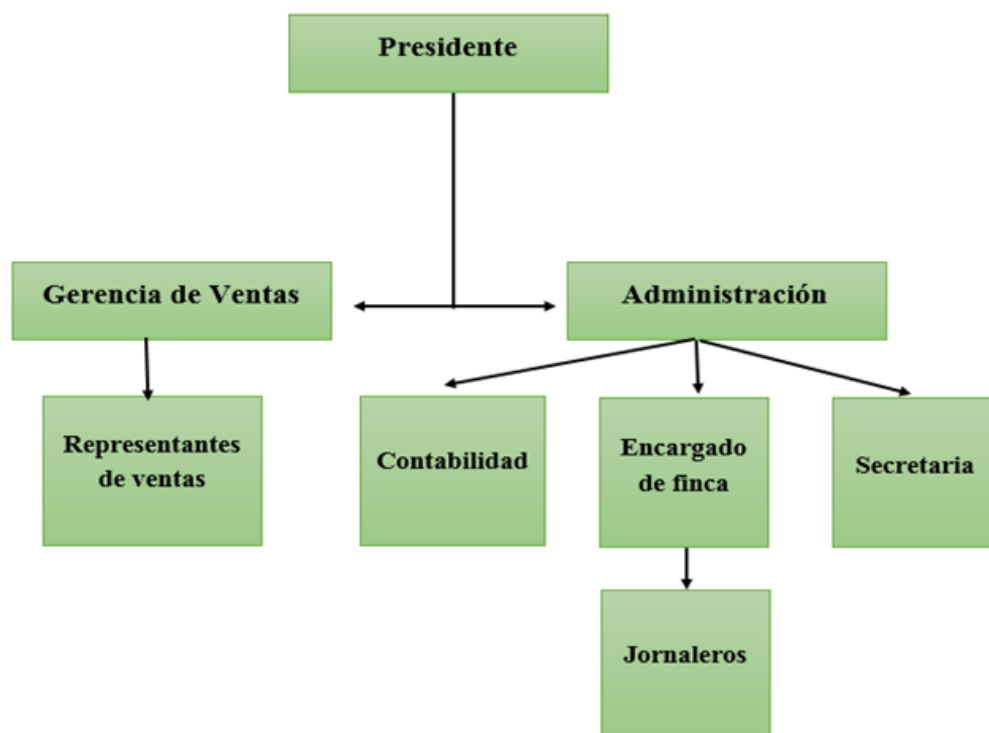 Presidente
Gerencia de Ventas
Administración
Representantes
de ventas
Contabilidad
Encargado
de finca
Secretaria
Jornaleros